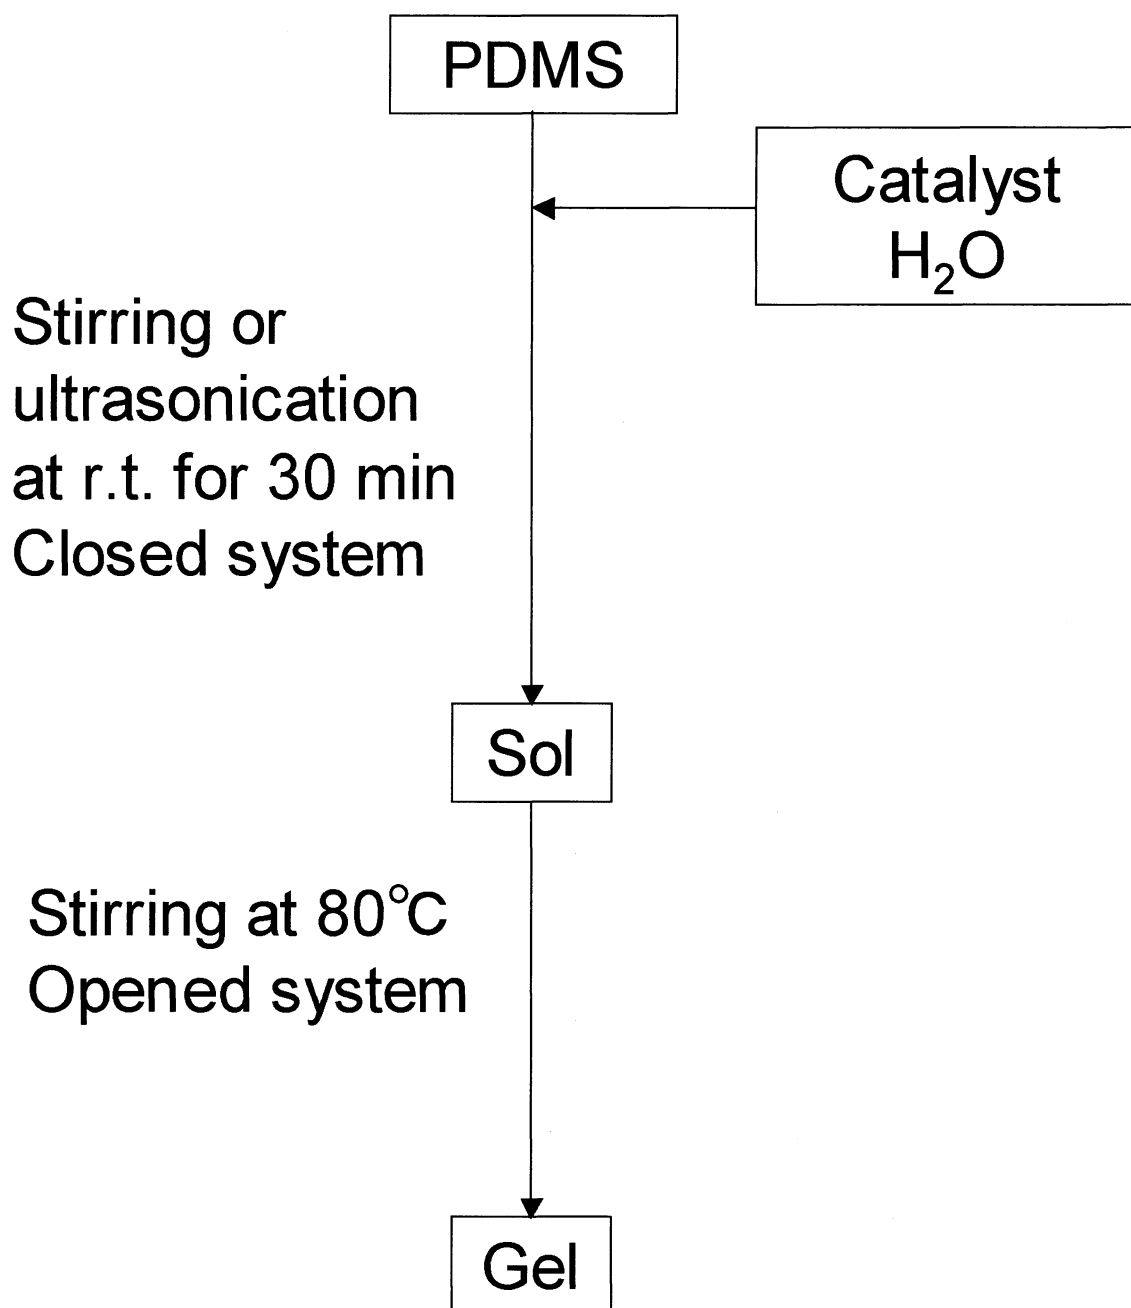 PDMS
Catalyst
H₂O
Stirring or
ultrasonication
at r.t. for 30 min
Closed system
Sol
Stirring at 80℃
Opened system
Gel